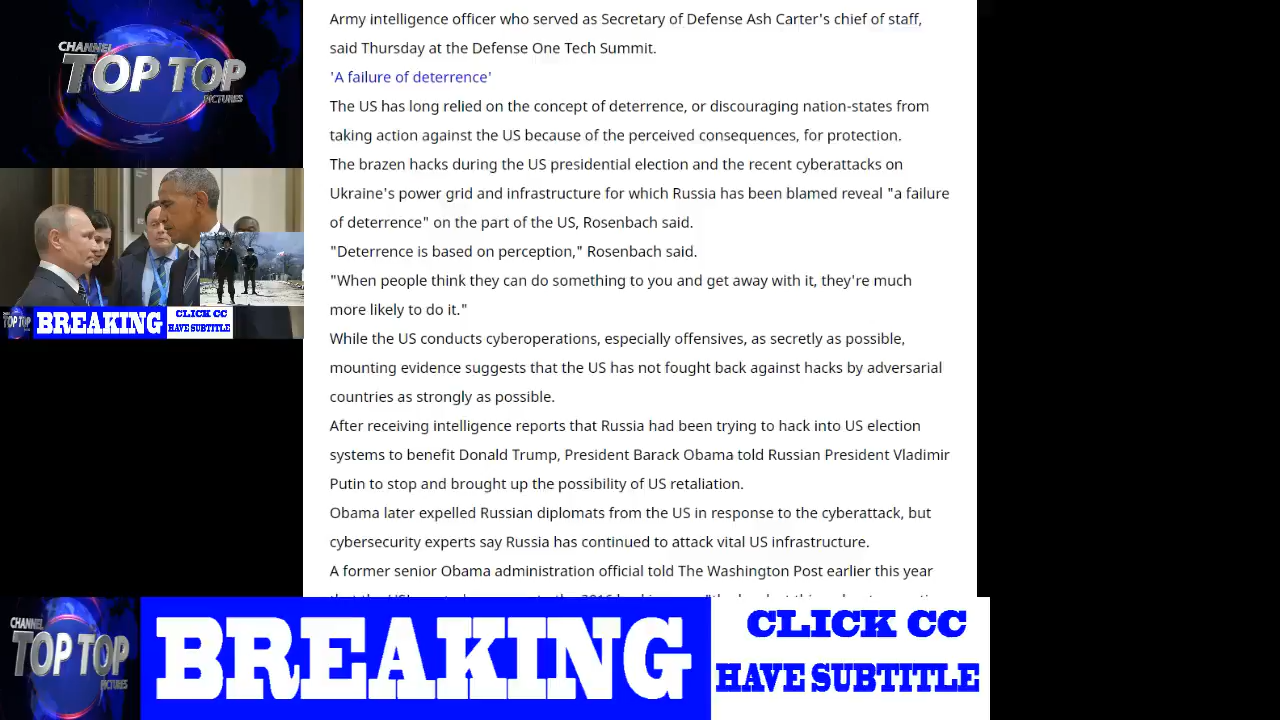 CHANNEL
TOP TOP
PICTURES
BREAKING
CLICK CC
HAVE SUBTITLE
Army intelligence officer who served as Secretary of Defense Ash Carter's chief of staff,
said Thursday at the Defense One Tech Summit.
'A failure of deterrence'
The US has long relied on the concept of deterrence, or discouraging nation-states from
taking action against the US because of the perceived consequences, for protection.
The brazen hacks during the US presidential election and the recent cyberattacks on
Ukraine's power grid and infrastructure for which Russia has been blamed reveal "a failure
of deterrence" on the part of the US, Rosenbach said.
"Deterrence is based on perception," Rosenbach said.
"When people think they can do something to you and get away with it, they're much
more likely to do it."
While the US conducts cyberoperations, especially offensives, as secretly as possible,
mounting evidence suggests that the US has not fought back against hacks by adversarial
countries as strongly as possible.
After receiving intelligence reports that Russia had been trying to hack into US election
systems to benefit Donald Trump, President Barack Obama told Russian President Vladimir
Putin to stop and brought up the possibility of US retaliation.
Obama later expelled Russian diplomats from the US in response to the cyberattack, but
cybersecurity experts say Russia has continued to attack vital US infrastructure.
A former senior Obama administration official told The Washington Post earlier this year
CHANNEL
TOP TOP
PICTURES
BREAKING
CLICK CC
HAVE SUBTITLE